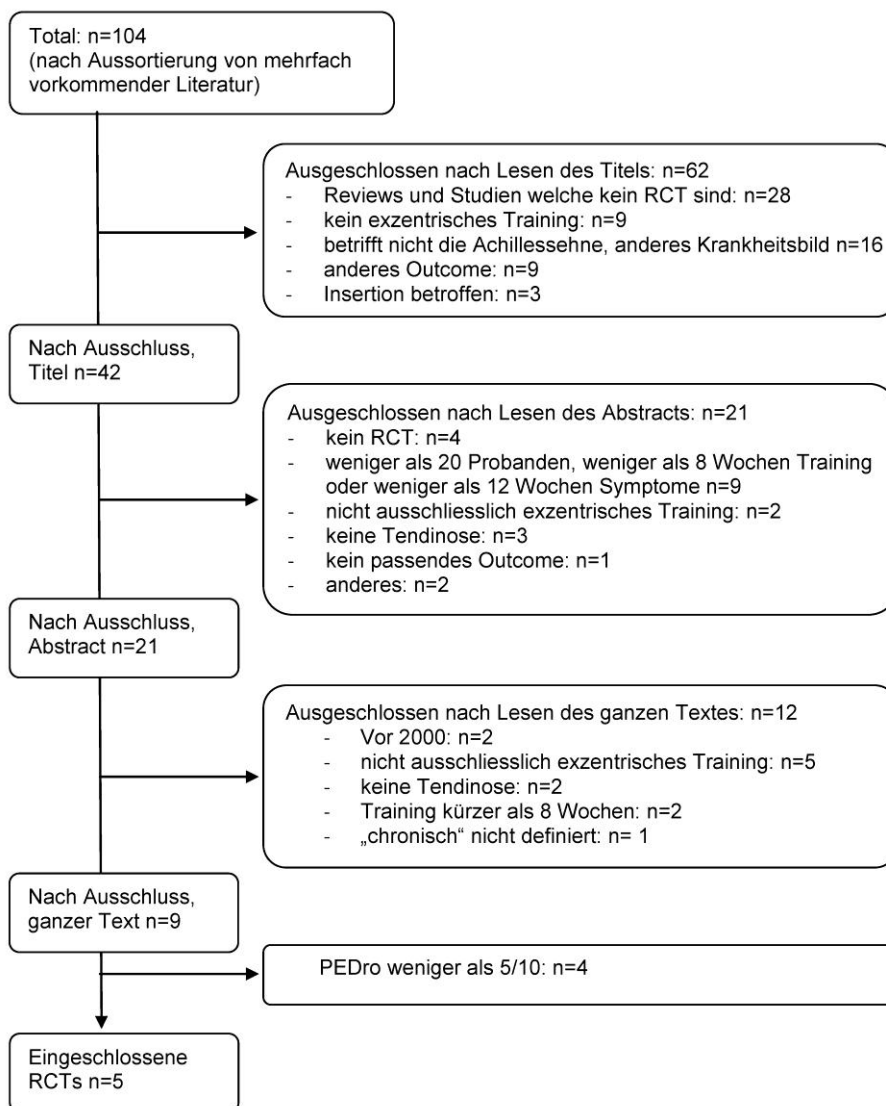 Total: n=104
(nach Aussortierung von mehrfach
vorkommender Literatur)
Ausgeschlossen nach Lesen des Titels: n=62
- Reviews und Studien welche kein RCT sind: n=28
- kein exzentrisches Training: n=9
- betrifft nicht die Achillessehne, anderes Krankheitsbild n=16
- anderes Outcome: n=9
- Insertion betroffen: n=3
Nach Ausschluss,
Titel n=42
Ausgeschlossen nach Lesen des Abstracts: n=21
- kein RCT: n=4
- weniger als 20 Probanden, weniger als 8 Wochen Training
oder weniger als 12 Wochen Symptome n=9
- nicht ausschliesslich exzentrisches Training: n=2
- keine Tendinose: n=3
- kein passendes Outcome: n=1
- anderes: n=2
Nach Ausschluss,
Abstract n=21
Ausgeschlossen nach Lesen des ganzen Textes: n=12
- Vor 2000: n=2
- nicht ausschliesslich exzentrisches Training: n=5
- keine Tendinose: n=2
- Training kürzer als 8 Wochen: n=2
- „chronisch“ nicht definiert: n= 1
Nach Ausschluss,
ganzer Text n=9
PEDro weniger als 5/10: n=4
Eingeschlossene
RCTs n=5